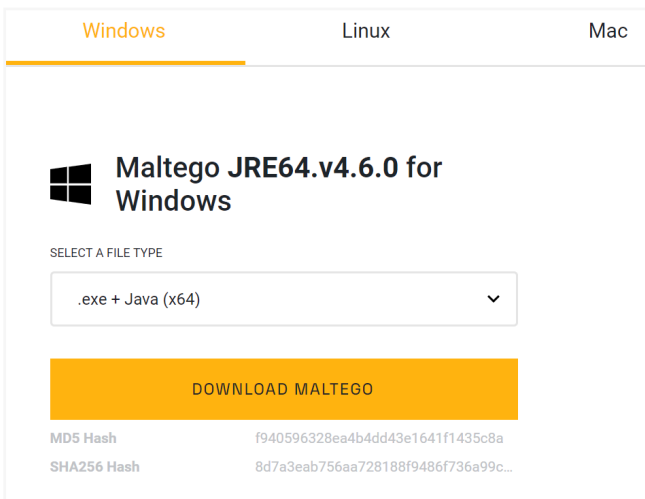 Windows Linux Mac
Maltego JRE64.v4.6.0 for
Windows
SELECT A FILE TYPE
.exe + Java (x64)
DOWNLOAD MALTEGO
MD5 Hash f940596328ea4b4dd43e1641f1435c8a
SHA256 Hash 8d7a3eab756aa728188f9486f736a99c...